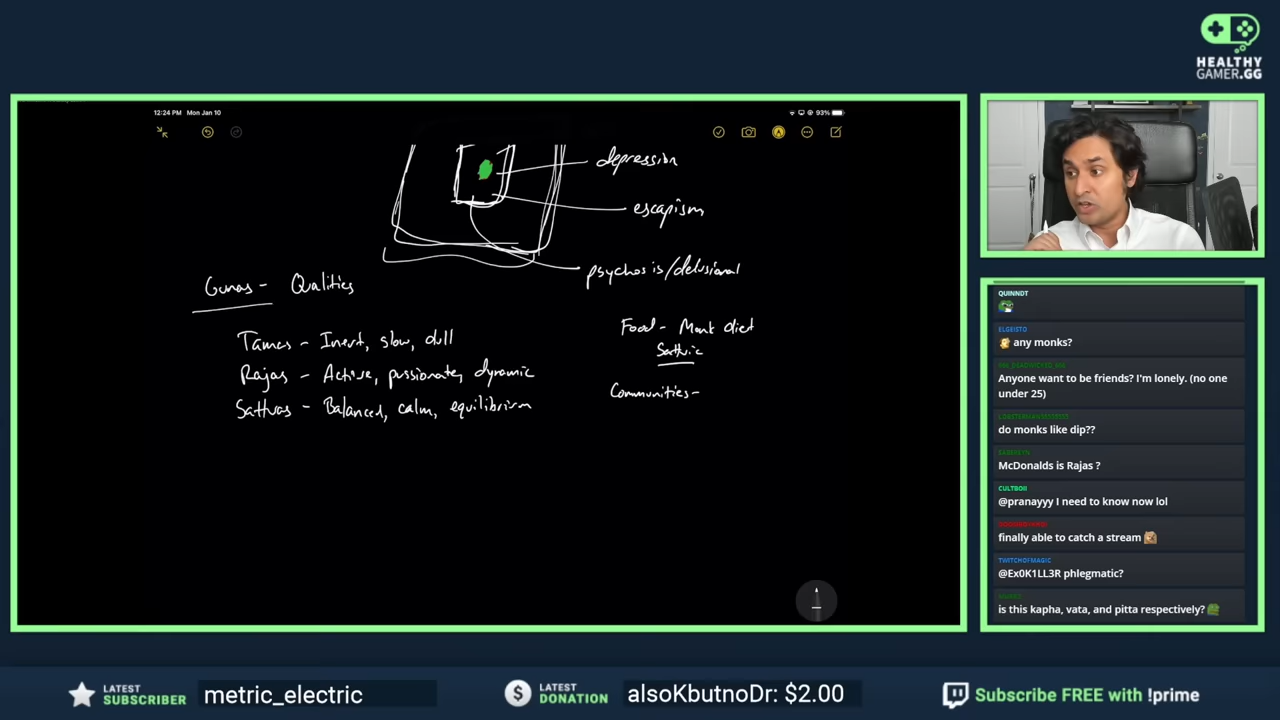 HEALTHY
GAMER.GG
12:24 PM Mon Jan 10
93%
depression
escapism
psychosis/delusional
Gunas - Qualities
Tamas - Inert, slow, dull
Rajas - Active, passionate, dynamic
Sattvas - Balanced, calm, equilibrium
Food - Monk diet
Sattvic
Communities -
QUINNDT
ELGEISTO
any monks?
Anyone want to be friends? I'm lonely. (no one
under 25)
do monks like dip??
McDonalds is Rajas ?
CULTBOII
@pranayyy I need to know now lol
finally able to catch a stream
TWITCHOFMAGIC
@Ex0K1LL3R phlegmatic?
is this kapha, vata, and pitta respectively?
LATEST
SUBSCRIBER
metric_electric
$
LATEST
DONATION
alsoKbutnoDr: $2.00
Subscribe FREE with !prime